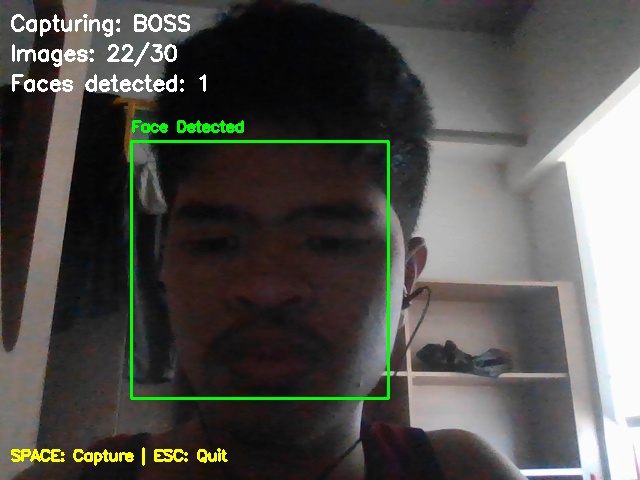 Capturing: BOSS
Images: 22/30
Faces detected: 1
Face Detected
SPACE: Capture | ESC: Quit